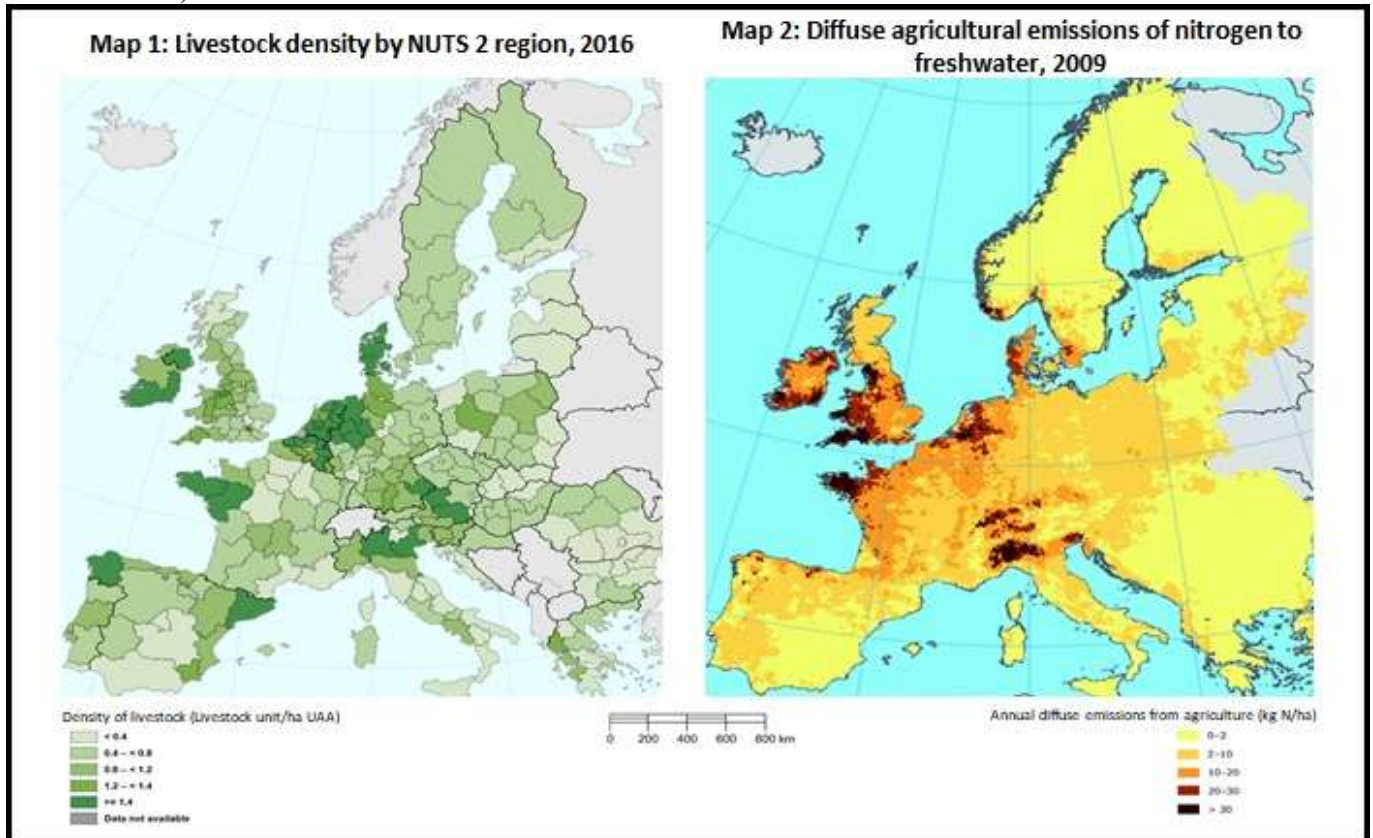 Map 1: Livestock density by NUTS 2 region, 2016
Map 2: Diffuse agricultural emissions of nitrogen to
freshwater, 2009
Density of livestock (Livestock unit/ha UAA)
< 0.4
0.4 – < 0.8
0.8 – < 1.2
1.2 – < 1.4
>= 1.4
Data not available
0 200 400 600 800 km
Annual diffuse emissions from agriculture (kg N/ha)
0-2
2-10
10-20
20-30
> 30